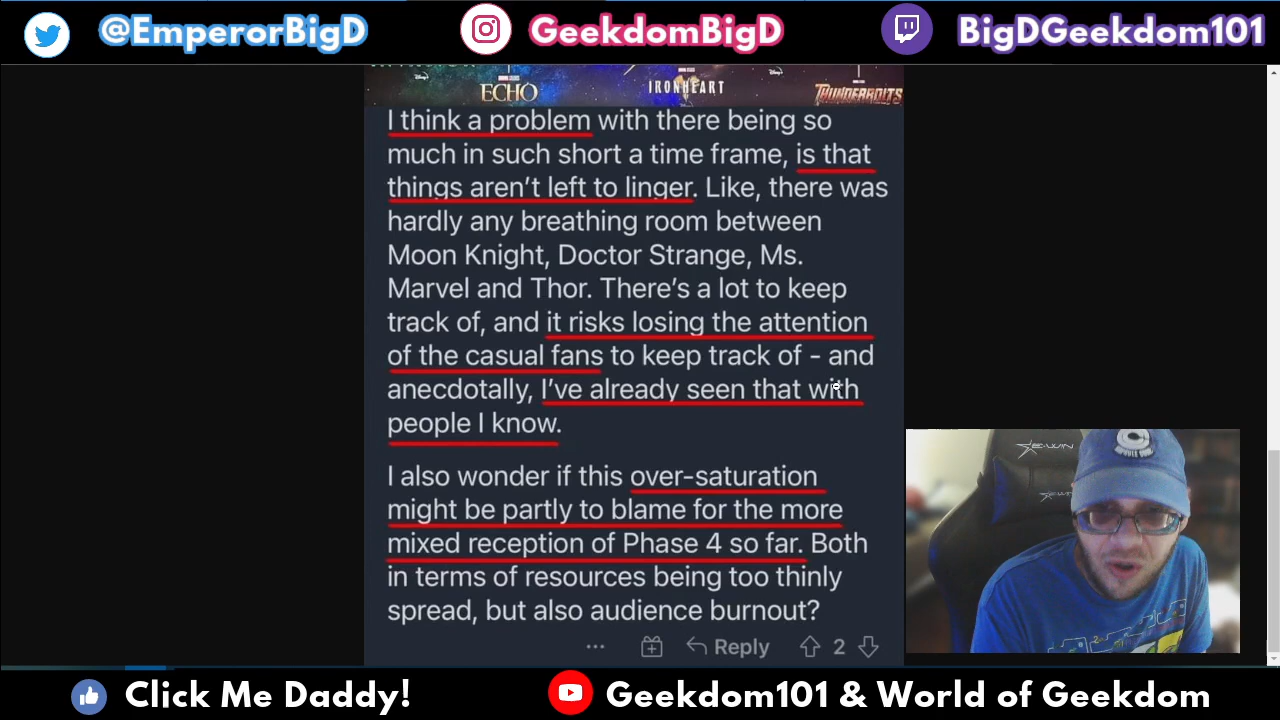 @EmperorBigD
GeekdomBigD
BigDGeekdom101
ECHO
IRONHEART
THUNDERBOLTS
I think a problem with there being so
much in such short a time frame, is that
things aren't left to linger. Like, there was
hardly any breathing room between
Moon Knight, Doctor Strange, Ms.
Marvel and Thor. There's a lot to keep
track of, and it risks losing the attention
of the casual fans to keep track of - and
anecdotally, I've already seen that with
people I know.
I also wonder if this over-saturation
might be partly to blame for the more
mixed reception of Phase 4 so far. Both
in terms of resources being too thinly
spread, but also audience burnout?
... Reply 2
E-WIN
CAPSULE CORP
Click Me Daddy!
Geekdom101 & World of Geekdom